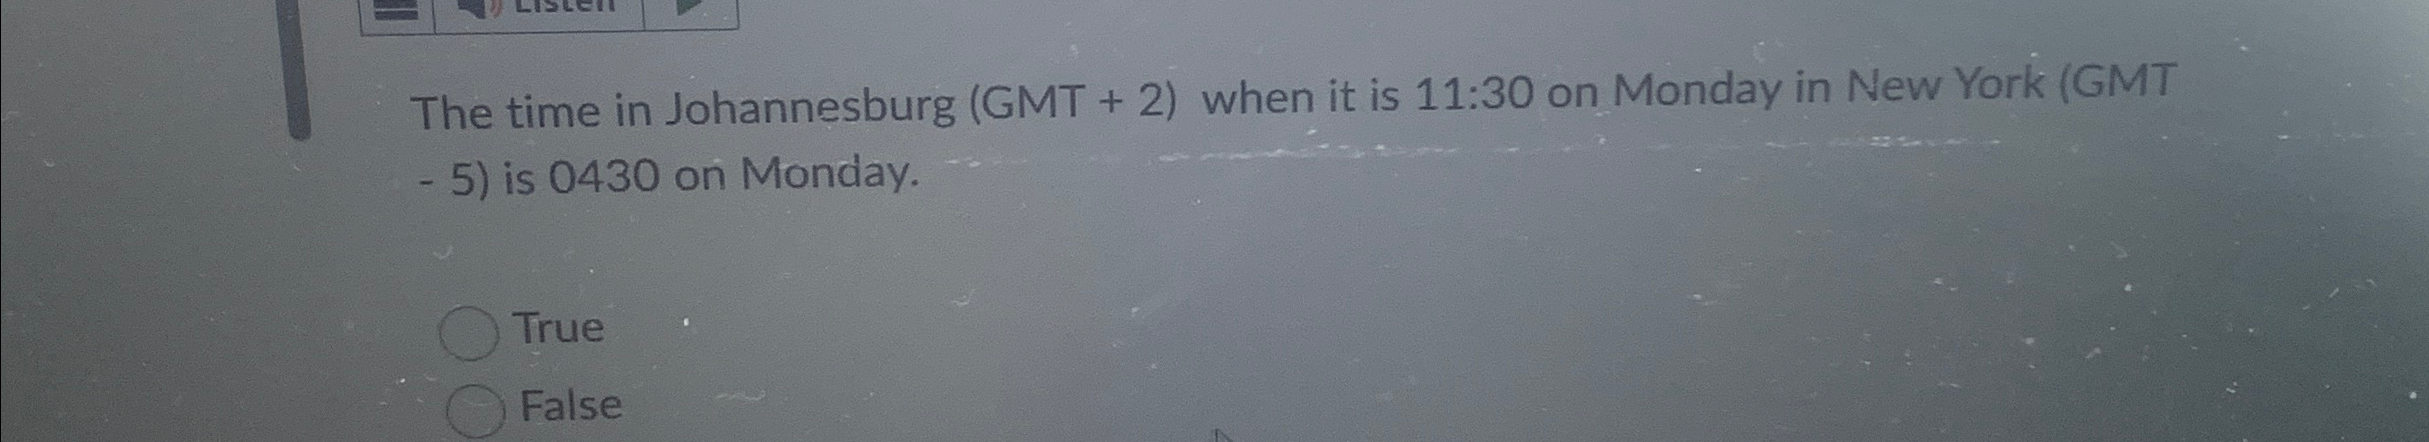 Listen
The time in Johannesburg (GMT + 2) when it is 11:30 on Monday in New York (GMT
- 5) is 0430 on Monday.
True
False